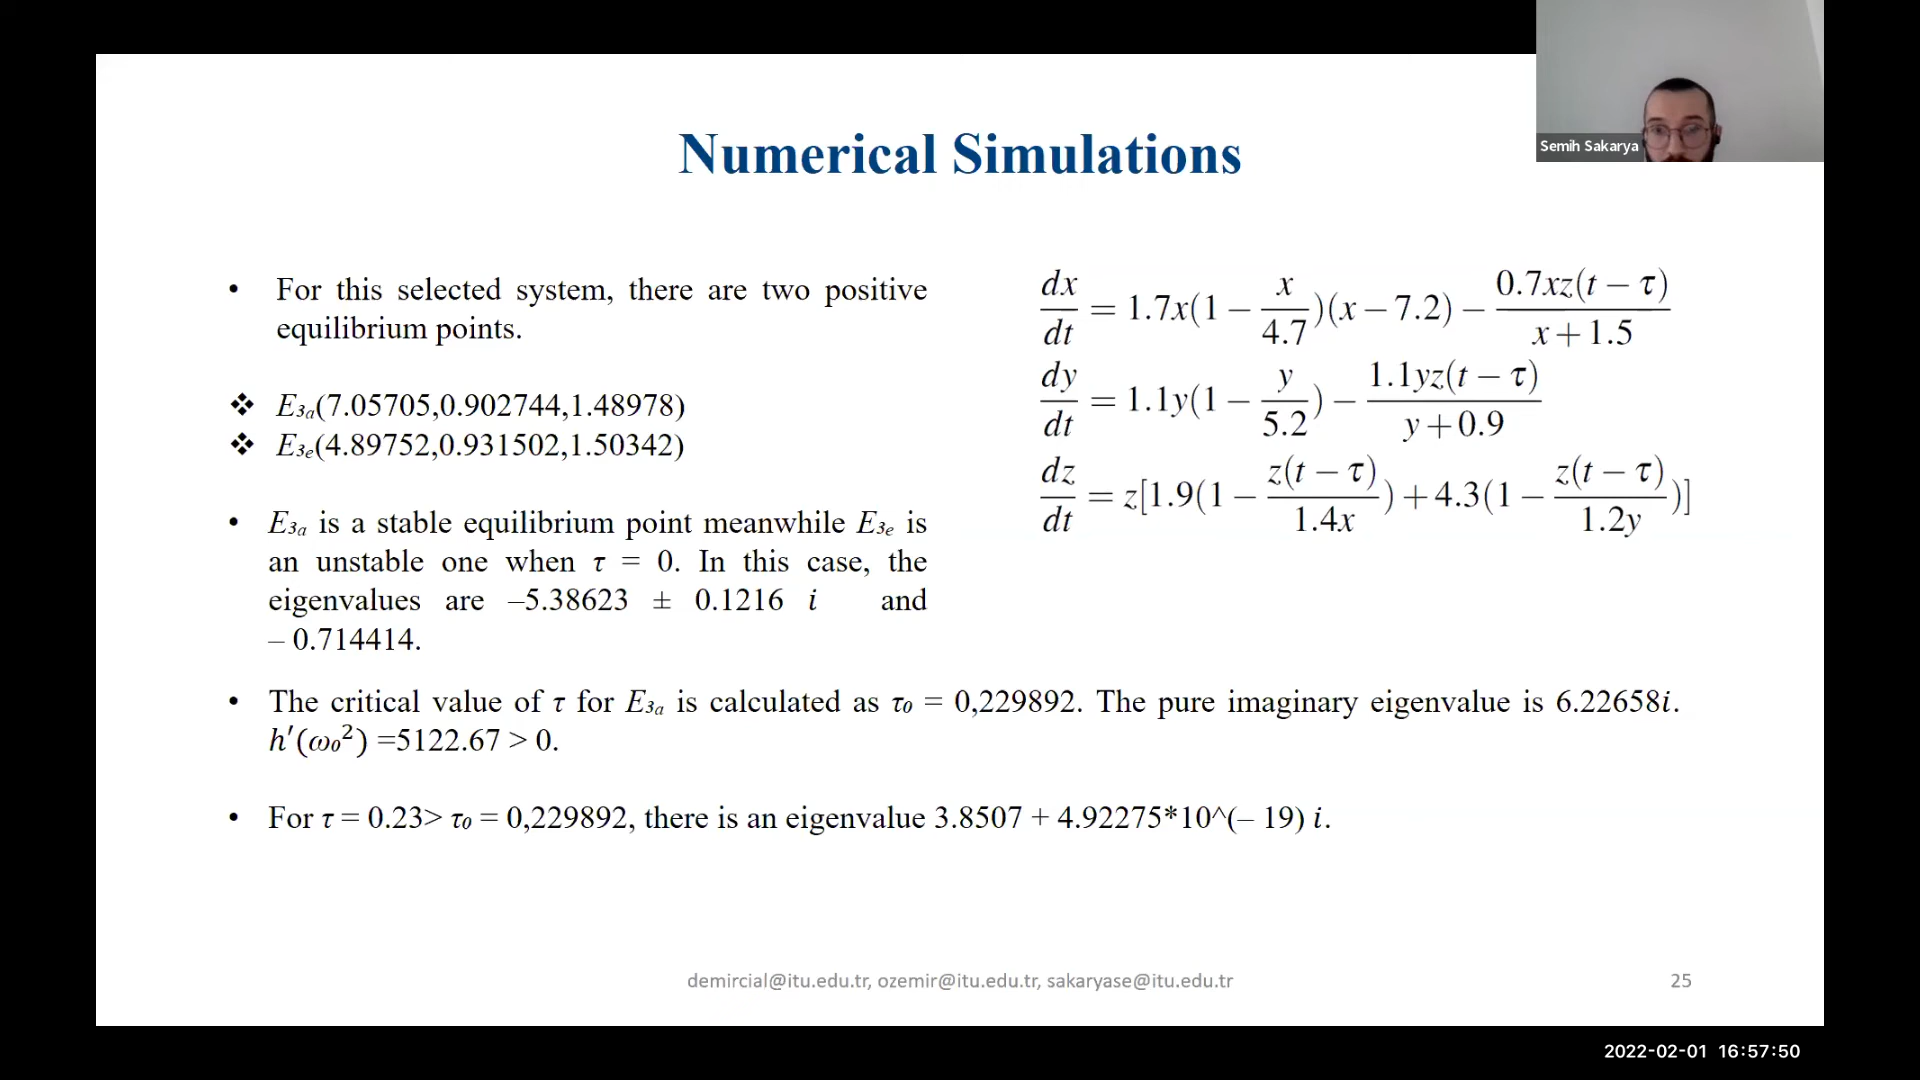 Semih Sakarya
Numerical Simulations
• For this selected system, there are two positive
equilibrium points.
❖ E₃ₐ(7.05705,0.902744,1.48978)
❖ E₃ₑ(4.89752,0.931502,1.50342)
• E₃ₐ is a stable equilibrium point meanwhile E₃ₑ is
an unstable one when τ = 0. In this case, the
eigenvalues are –5.38623 ± 0.1216 i and
– 0.714414.
dx/dt = 1.7x(1 − x/4.7)(x − 7.2) − 0.7xz(t − τ)/(x + 1.5)
dy/dt = 1.1y(1 − y/5.2) − 1.1yz(t − τ)/(y + 0.9)
dz/dt = z[1.9(1 − z(t − τ)/1.4x) + 4.3(1 − z(t − τ)/1.2y)]
• The critical value of τ for E₃ₐ is calculated as τ₀ = 0,229892. The pure imaginary eigenvalue is 6.22658i.
h′(ω₀²) =5122.67 > 0.
• For τ = 0.23> τ₀ = 0,229892, there is an eigenvalue 3.8507 + 4.92275*10^(– 19) i.
demircial@itu.edu.tr, ozemir@itu.edu.tr, sakaryase@itu.edu.tr
25
2022-02-01 16:57:50